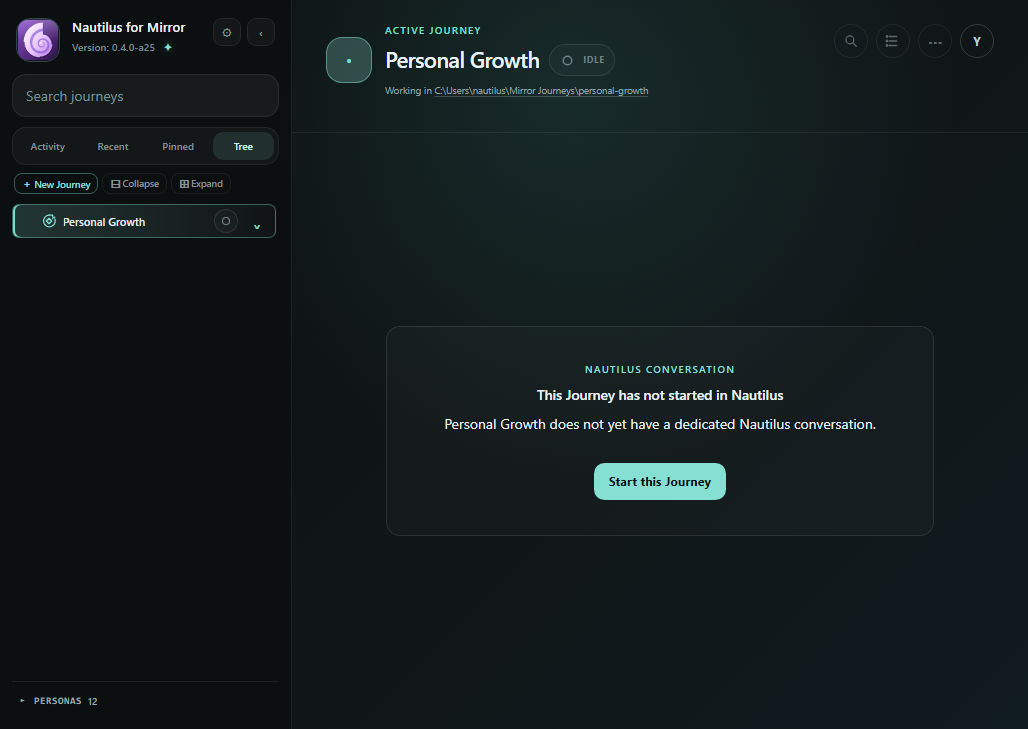 Nautilus for Mirror
Version: 0.4.0-a25
Search journeys
Activity
Recent
Pinned
Tree
+ New Journey
Collapse
Expand
Personal Growth
PERSONAS 12
ACTIVE JOURNEY
Personal Growth
IDLE
Working in C:\Users\nautilus\Mirror Journeys\personal-growth
Y
NAUTILUS CONVERSATION
This Journey has not started in Nautilus
Personal Growth does not yet have a dedicated Nautilus conversation.
Start this Journey